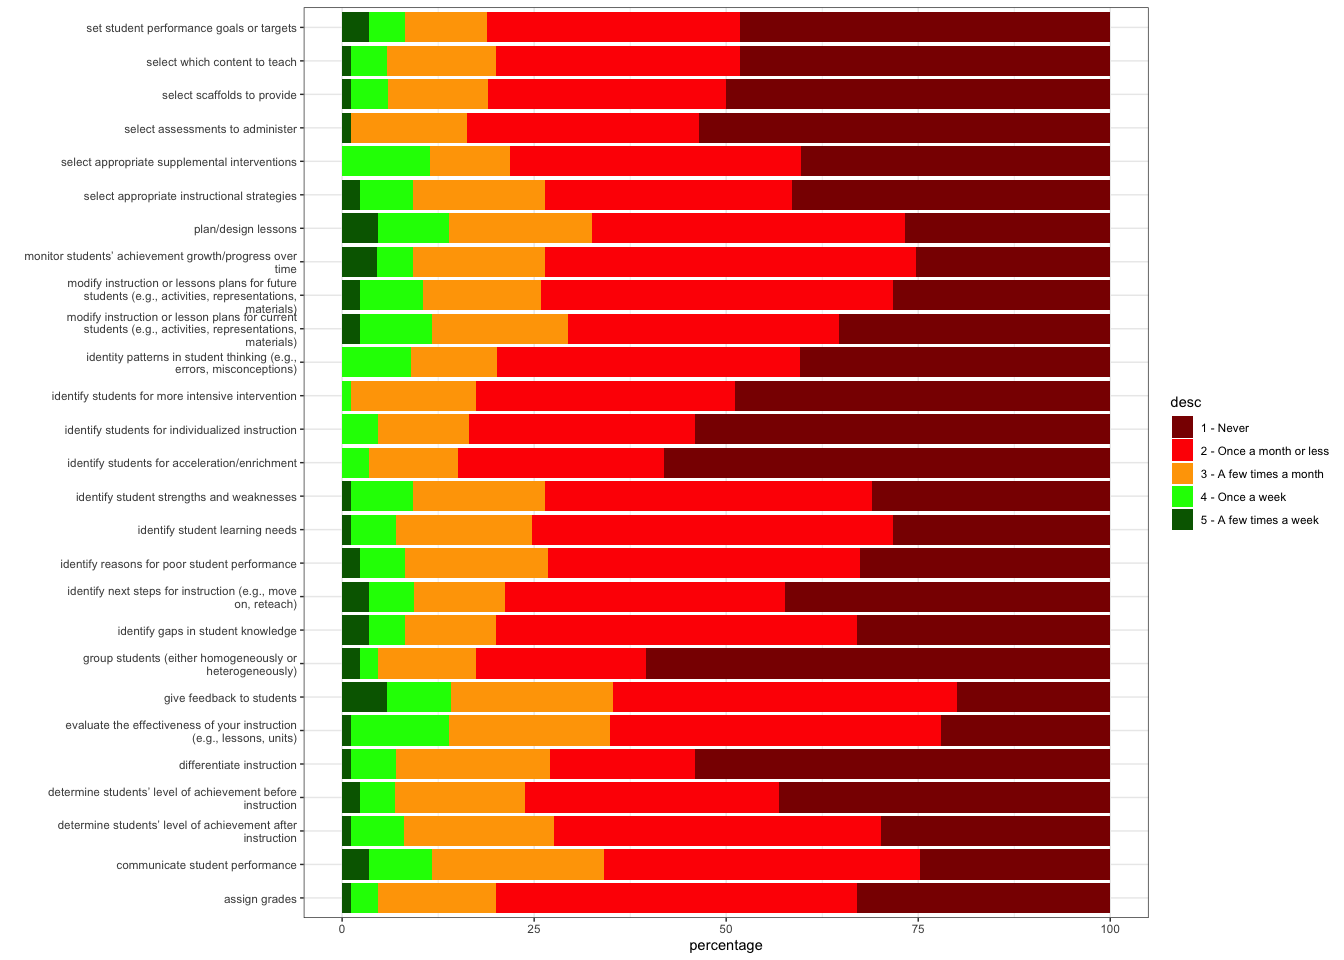 set student performance goals or targets
select which content to teach
select scaffolds to provide
select assessments to administer
select appropriate supplemental interventions
select appropriate instructional strategies
plan/design lessons
monitor students' achievement growth/progress over
time
modify instruction or lessons plans for future
students (e.g., activities, representations,
materials)
modify instruction or lesson plans for current
students (e.g., activities, representations,
materials)
identity patterns in student thinking (e.g.,
errors, misconceptions)
identify students for more intensive intervention
identify students for individualized instruction
identify students for acceleration/enrichment
identify student strengths and weaknesses
identify student learning needs
identify reasons for poor student performance
identify next steps for instruction (e.g., move
on, reteach)
identify gaps in student knowledge
group students (either homogeneously or
heterogeneously)
give feedback to students
evaluate the effectiveness of your instruction
(e.g., lessons, units)
differentiate instruction
determine students' level of achievement before
instruction
determine students' level of achievement after
instruction
communicate student performance
assign grades
0 25 50 75 100
percentage
desc
1 - Never
2 - Once a month or less
3 - A few times a month
4 - Once a week
5 - A few times a week